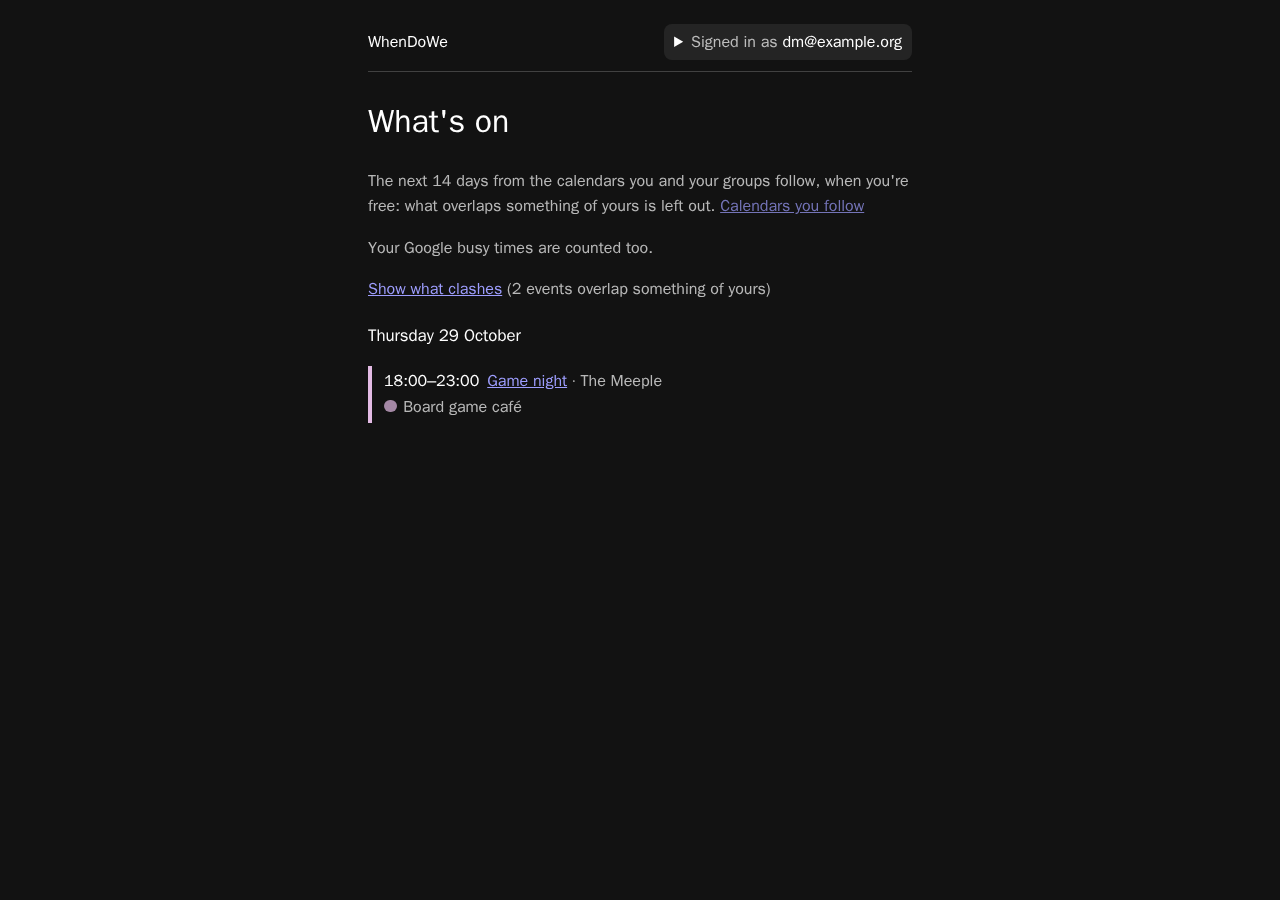 WhenDoWe
Signed in as dm@example.org
What's on
The next 14 days from the calendars you and your groups follow, when you're
free: what overlaps something of yours is left out. Calendars you follow
Your Google busy times are counted too.
Show what clashes (2 events overlap something of yours)
Thursday 29 October
18:00–23:00 Game night · The Meeple
Board game café